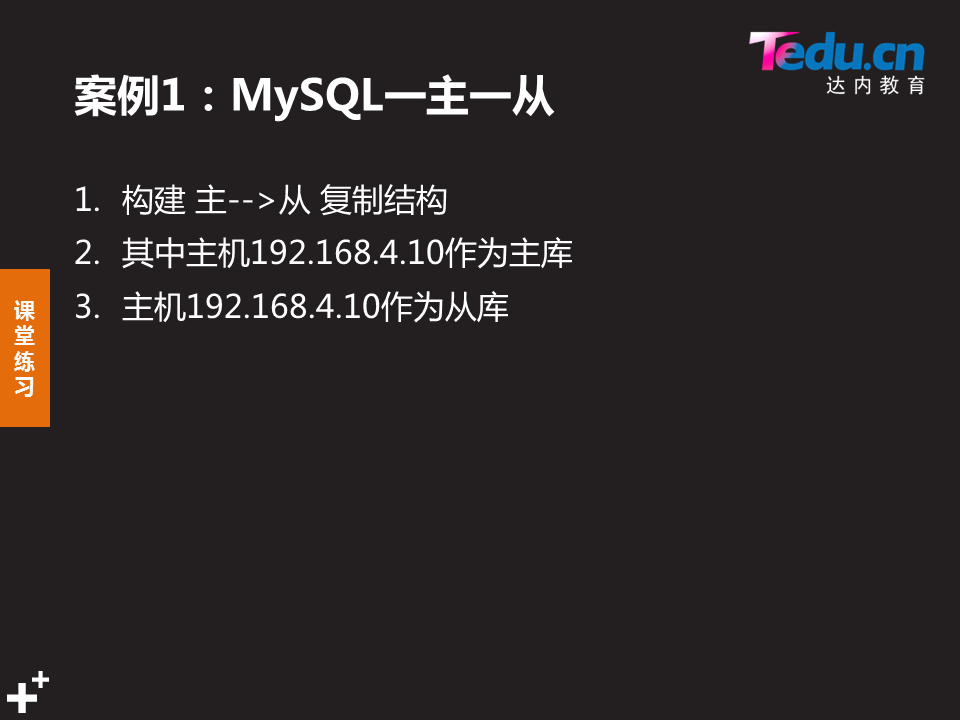 Tedu.cn
达内教育
案例1：MySQL一主一从
1. 构建 主-->从 复制结构
2. 其中主机192.168.4.10作为主库
3. 主机192.168.4.10作为从库
课
堂
练
习